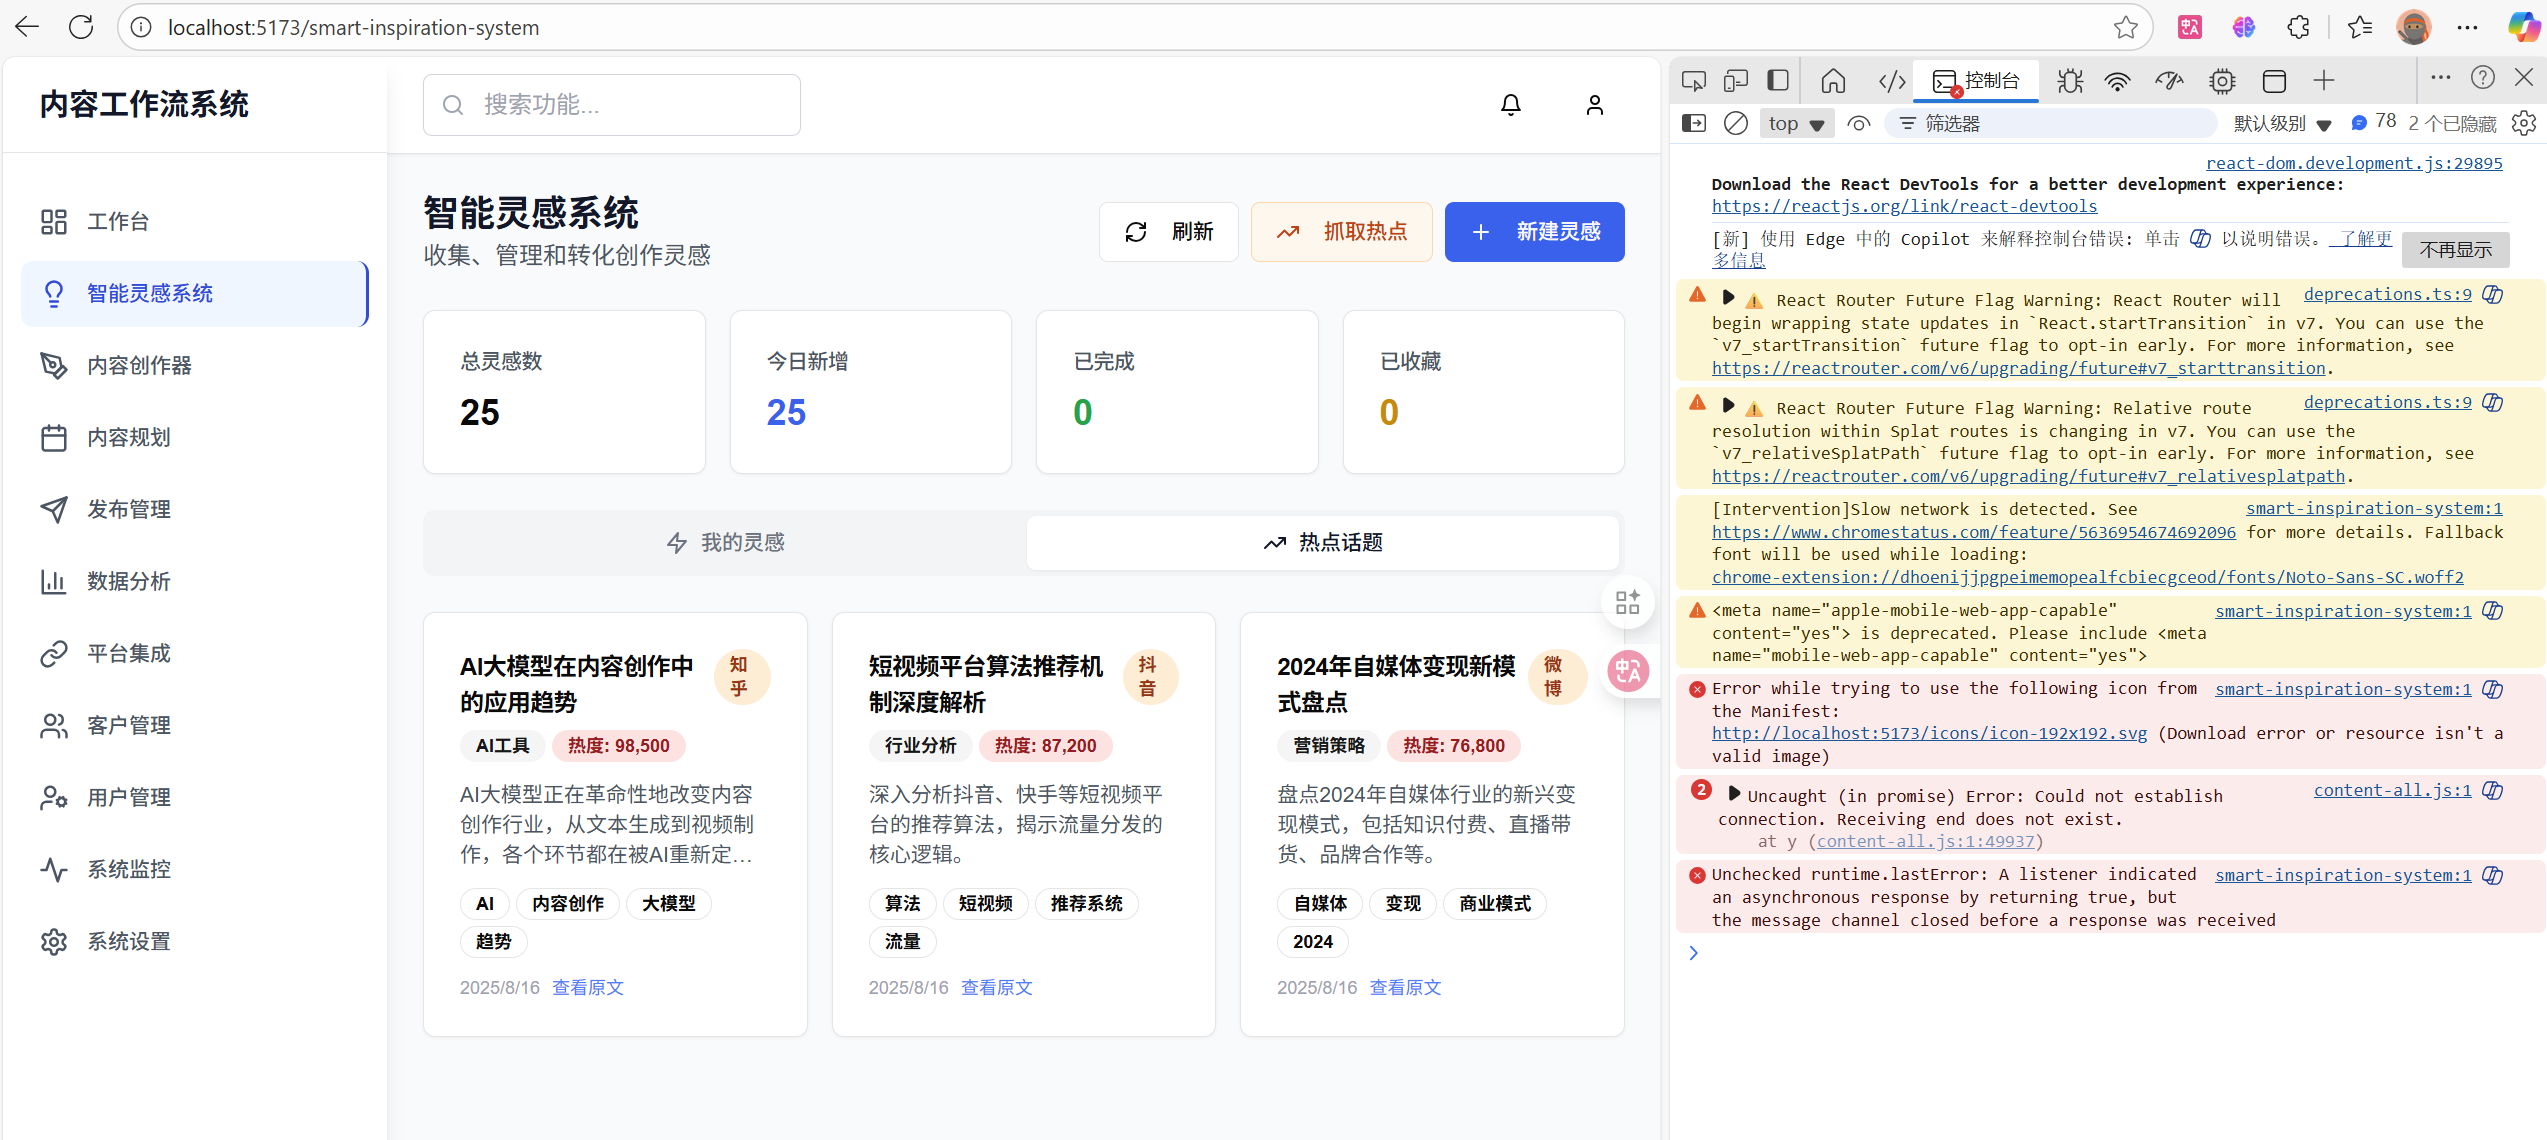 localhost:5173/smart-inspiration-system
内容工作流系统
工作台
智能灵感系统
内容创作器
内容规划
发布管理
数据分析
平台集成
客户管理
用户管理
系统监控
系统设置
搜索功能...
智能灵感系统
收集、管理和转化创作灵感
刷新
抓取热点
新建灵感
总灵感数
25
今日新增
25
已完成
0
已收藏
0
我的灵感
热点话题
AI大模型在内容创作中
的应用趋势
知
乎
AI工具 热度: 98,500
AI大模型正在革命性地改变内容
创作行业，从文本生成到视频制
作，各个环节都在被AI重新定…
AI 内容创作 大模型
趋势
2025/8/16 查看原文
短视频平台算法推荐机
制深度解析
抖
音
行业分析 热度: 87,200
深入分析抖音、快手等短视频平
台的推荐算法，揭示流量分发的
核心逻辑。
算法 短视频 推荐系统
流量
2025/8/16 查看原文
2024年自媒体变现新模
式盘点
微
博
营销策略 热度: 76,800
盘点2024年自媒体行业的新兴变
现模式，包括知识付费、直播带
货、品牌合作等。
自媒体 变现 商业模式
2024
2025/8/16 查看原文
中A
控制台
top
筛选器
默认级别
78
2 个已隐藏
react-dom.development.js:29895
Download the React DevTools for a better development experience:
https://reactjs.org/link/react-devtools
[新] 使用 Edge 中的 Copilot 来解释控制台错误: 单击 以说明错误。 了解更
多信息
不再显示
React Router Future Flag Warning: React Router will deprecations.ts:9
begin wrapping state updates in `React.startTransition` in v7. You can use the
`v7_startTransition` future flag to opt-in early. For more information, see
https://reactrouter.com/v6/upgrading/future#v7_starttransition.
React Router Future Flag Warning: Relative route deprecations.ts:9
resolution within Splat routes is changing in v7. You can use the
`v7_relativeSplatPath` future flag to opt-in early. For more information, see
https://reactrouter.com/v6/upgrading/future#v7_relativesplatpath.
[Intervention]Slow network is detected. See smart-inspiration-system:1
https://www.chromestatus.com/feature/5636954674692096 for more details. Fallback
font will be used while loading:
chrome-extension://dhoenijjpgpeimemopealfcbiecgceod/fonts/Noto-Sans-SC.woff2
<meta name="apple-mobile-web-app-capable" smart-inspiration-system:1
content="yes"> is deprecated. Please include <meta
name="mobile-web-app-capable" content="yes">
Error while trying to use the following icon from smart-inspiration-system:1
the Manifest:
http://localhost:5173/icons/icon-192x192.svg (Download error or resource isn't a
valid image)
2 Uncaught (in promise) Error: Could not establish content-all.js:1
connection. Receiving end does not exist.
at y (content-all.js:1:49937)
Unchecked runtime.lastError: A listener indicated smart-inspiration-system:1
an asynchronous response by returning true, but
the message channel closed before a response was received